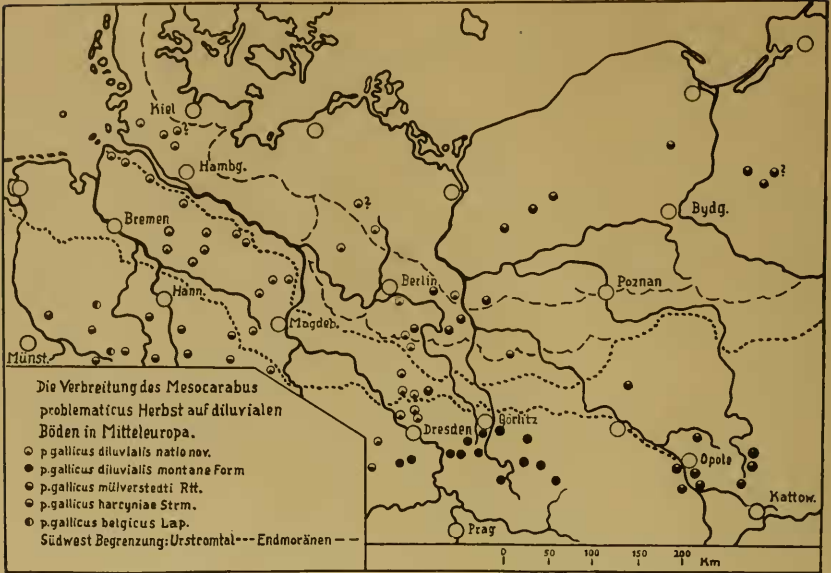 Kiel
?
Hambg.
?
?
Bremen
Bydg.
Berlin
Hann.
Poznan
Magdeb.
Münst.
Die Verbreitung des Mesocarabus
problematicus Herbst auf diluvialen
Böden in Mitteleuropa.
p.gallicus diluvialis natio nov.
p.gallicus diluvialis montane Form
p.gallicus mülverstedti Rtt.
p.gallicus harcyniae Strm.
p.gallicus belgicus Lap.
Südwest Begrenzung: Urstromtal Endmoränen
Dresden
Görlitz
Opole
Kattow.
Prag
0 50 100 150 200
Km